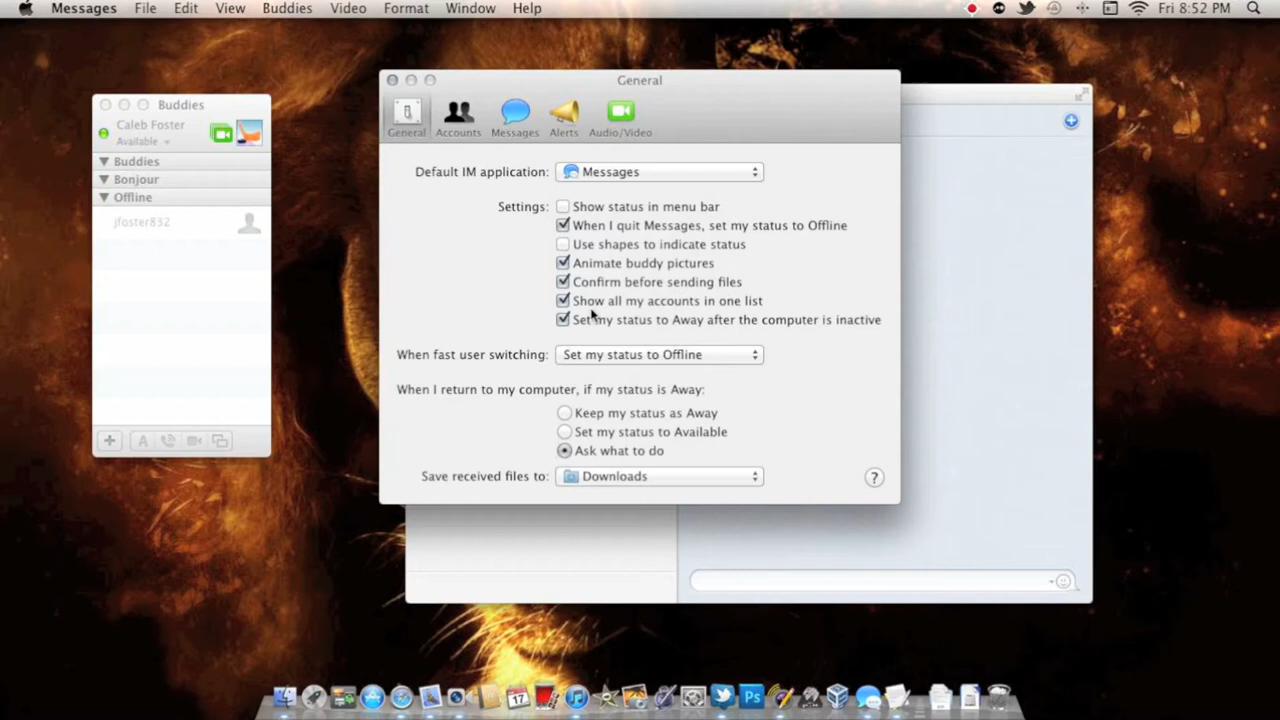 Messages File Edit View Buddies Video Format Window Help Fri 8:52 PM
General
General Accounts Messages Alerts Audio/Video
Buddies
Caleb Foster
Available
Buddies
Bonjour
Offline
jfoster832
A
Default IM application: Messages
Settings: Show status in menu bar
When I quit Messages, set my status to Offline
Use shapes to indicate status
Animate buddy pictures
Confirm before sending files
Show all my accounts in one list
Set my status to Away after the computer is inactive
When fast user switching: Set my status to Offline
When I return to my computer, if my status is Away:
Keep my status as Away
Set my status to Available
Ask what to do
Save received files to: Downloads
?
17
Ps